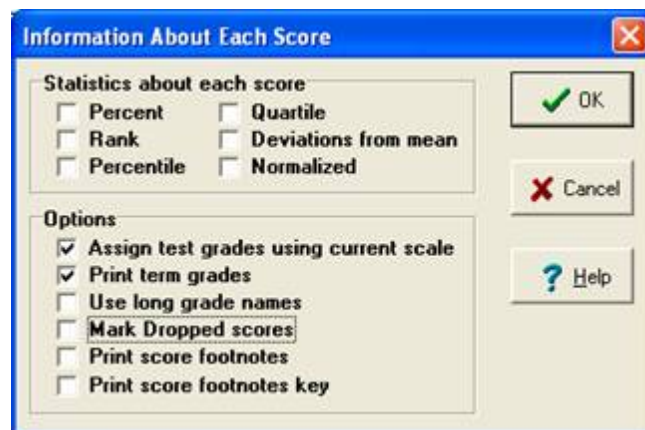 Information About Each Score
Statistics about each score
Percent Quartile
Rank Deviations from mean
Percentile Normalized
Options
Assign test grades using current scale
Print term grades
Use long grade names
Mark Dropped scores
Print score footnotes
Print score footnotes key
OK
Cancel
Help